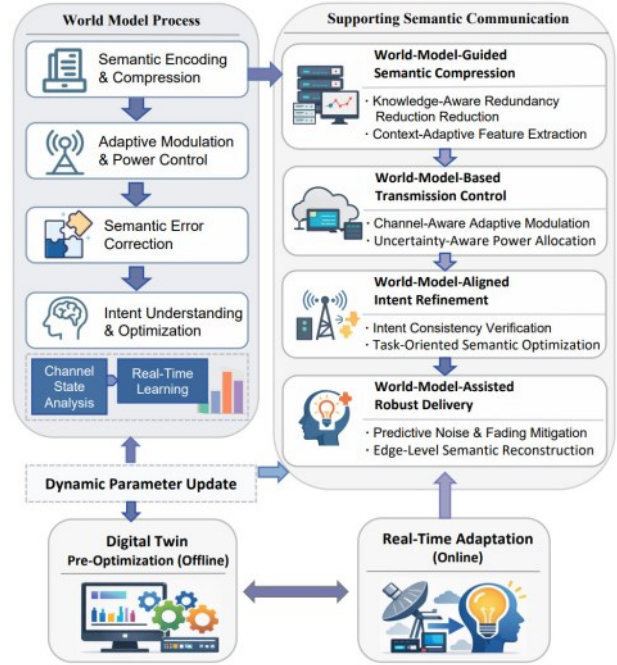 World Model Process
Semantic Encoding
& Compression
Adaptive Modulation
& Power Control
Semantic Error
Correction
Intent Understanding
& Optimization
Channel
State
Analysis
Real-Time
Learning
Supporting Semantic Communication
World-Model-Guided
Semantic Compression
· Knowledge-Aware Redundancy
Reduction Reduction
· Context-Adaptive Feature Extraction
World-Model-Based
Transmission Control
· Channel-Aware Adaptive Modulation
· Uncertainty-Aware Power Allocation
World-Model-Aligned
Intent Refinement
· Intent Consistency Verification
· Task-Oriented Semantic Optimization
World-Model-Assisted
Robust Delivery
· Predictive Noise & Fading Mitigation
· Edge-Level Semantic Reconstruction
Dynamic Parameter Update
Digital Twin
Pre-Optimization (Offline)
Real-Time Adaptation
(Online)